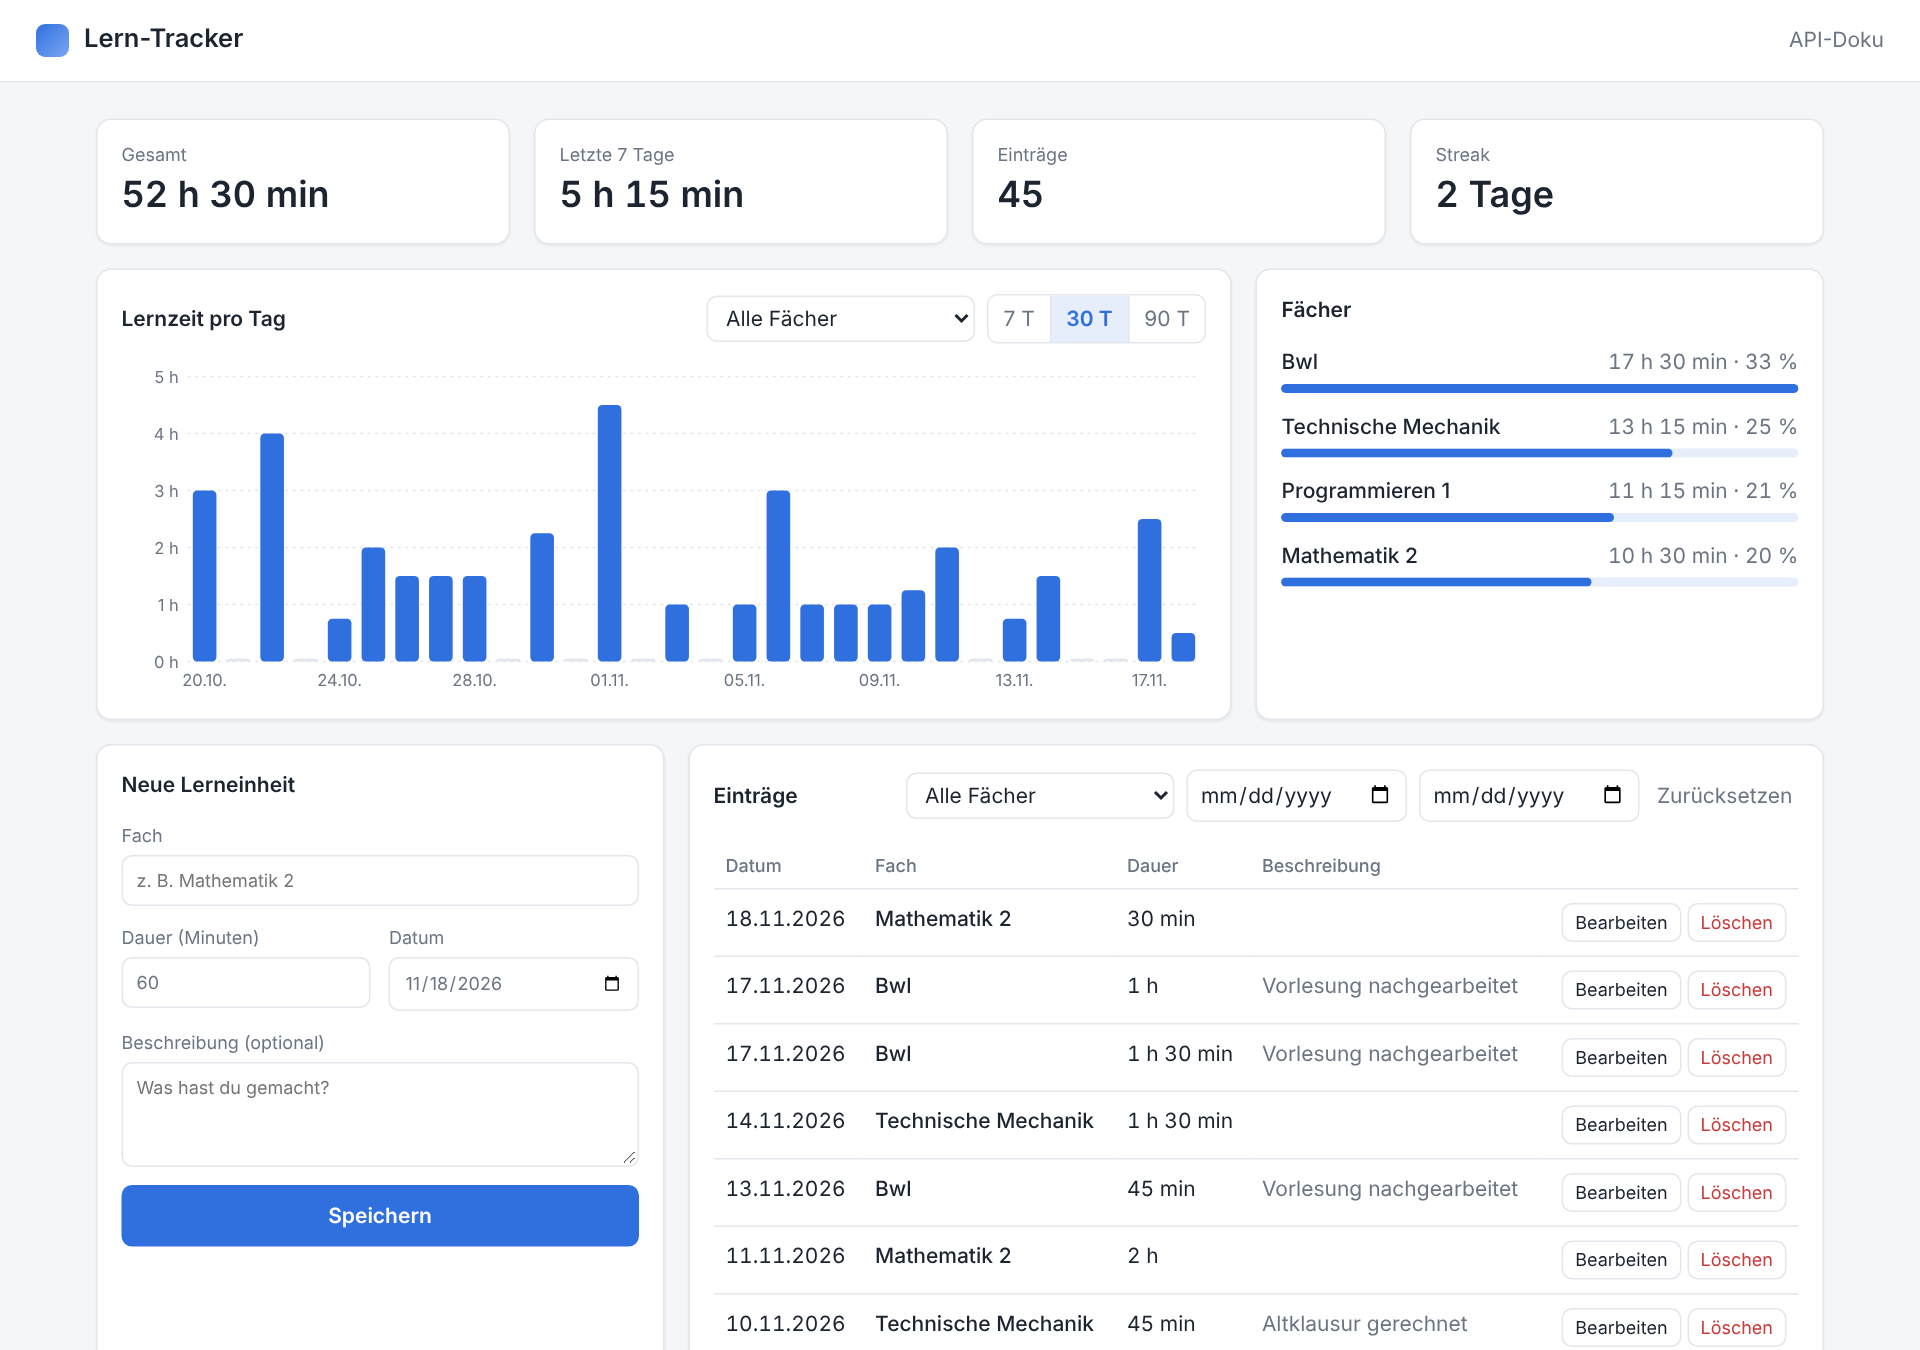 Lern-Tracker
API-Doku
Gesamt
52 h 30 min
Letzte 7 Tage
5 h 15 min
Einträge
45
Streak
2 Tage
Lernzeit pro Tag
Alle Fächer
7 T
30 T
90 T
5 h
4 h
3 h
2 h
1 h
0 h
20.10.
24.10.
28.10.
01.11.
05.11.
09.11.
13.11.
17.11.
Fächer
Bwl 17 h 30 min · 33 %
Technische Mechanik 13 h 15 min · 25 %
Programmieren 1 11 h 15 min · 21 %
Mathematik 2 10 h 30 min · 20 %
Neue Lerneinheit
Fach
z. B. Mathematik 2
Dauer (Minuten)
60
Datum
11/18/2026
Beschreibung (optional)
Was hast du gemacht?
Speichern
Einträge
Alle Fächer
mm/dd/yyyy
mm/dd/yyyy
Zurücksetzen
Datum Fach Dauer Beschreibung
18.11.2026 Mathematik 2 30 min Bearbeiten Löschen
17.11.2026 Bwl 1 h Vorlesung nachgearbeitet Bearbeiten Löschen
17.11.2026 Bwl 1 h 30 min Vorlesung nachgearbeitet Bearbeiten Löschen
14.11.2026 Technische Mechanik 1 h 30 min Bearbeiten Löschen
13.11.2026 Bwl 45 min Vorlesung nachgearbeitet Bearbeiten Löschen
11.11.2026 Mathematik 2 2 h Bearbeiten Löschen
10.11.2026 Technische Mechanik 45 min Altklausur gerechnet Bearbeiten Löschen